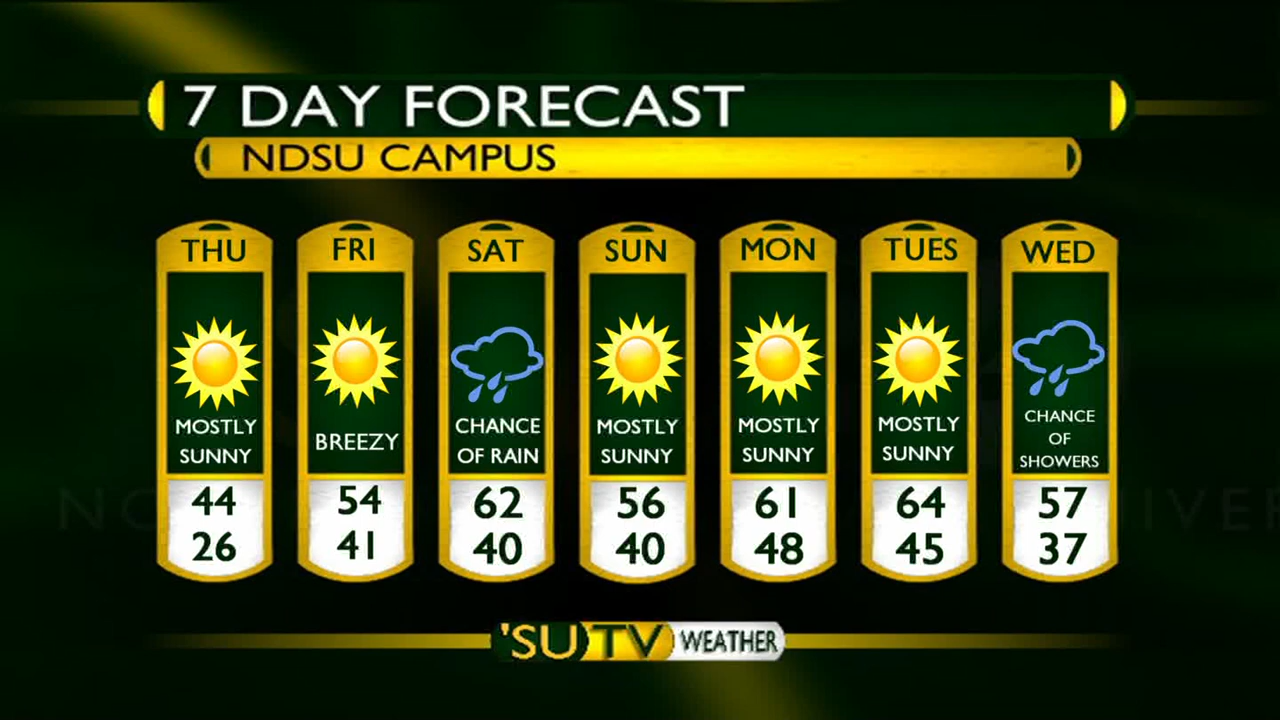 7 DAY FORECAST
NDSU CAMPUS
THU FRI SAT SUN MON TUES WED
MOSTLY SUNNY
BREEZY
CHANCE OF RAIN
MOSTLY SUNNY
MOSTLY SUNNY
MOSTLY SUNNY
CHANCE OF SHOWERS
44 54 62 56 61 64 57
26 41 40 40 48 45 37
'SU TV WEATHER